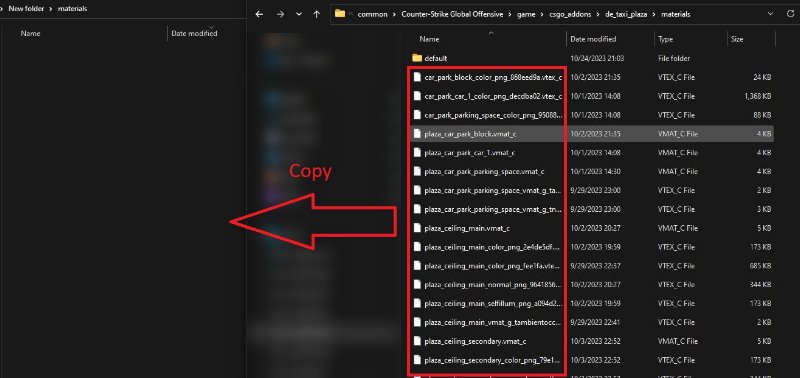 New folder › materials
Name Date modified
common › Counter-Strike Global Offensive › game › csgo_addons › de_taxi_plaza › materials
Name Date modified Type Size
default 10/24/2023 21:03 File folder
car_park_block_color_png_868eed9a.vtex_c 10/2/2023 21:35 VTEX_C File 24 KB
car_park_car_1_color_png_decdba02.vtex_c 10/1/2023 14:08 VTEX_C File 1,368 KB
car_park_parking_space_color_png_95088... 10/1/2023 14:08 VTEX_C File 88 KB
plaza_car_park_block.vmat_c 10/2/2023 21:35 VMAT_C File 4 KB
plaza_car_park_car_1.vmat_c 10/1/2023 14:08 VMAT_C File 4 KB
plaza_car_park_parking_space.vmat_c 10/1/2023 14:30 VMAT_C File 4 KB
Copy
plaza_car_park_parking_space_vmat_g_ta... 9/29/2023 23:00 VTEX_C File 2 KB
plaza_car_park_parking_space_vmat_g_tn... 9/29/2023 23:00 VTEX_C File 3 KB
plaza_ceiling_main.vmat_c 10/2/2023 20:27 VMAT_C File 5 KB
plaza_ceiling_main_color_png_2e4de5df.... 10/2/2023 19:59 VTEX_C File 173 KB
plaza_ceiling_main_color_png_fee1fa.vtex... 9/29/2023 22:37 VTEX_C File 685 KB
plaza_ceiling_main_normal_png_9641856... 10/2/2023 20:27 VTEX_C File 344 KB
plaza_ceiling_main_selfillum_png_a094d2... 10/2/2023 19:59 VTEX_C File 173 KB
plaza_ceiling_main_vmat_g_tambientocc... 9/29/2023 22:41 VTEX_C File 2 KB
plaza_ceiling_secondary.vmat_c 10/3/2023 22:52 VMAT_C File 5 KB
plaza_ceiling_secondary_color_png_79e1... 10/3/2023 22:52 VTEX_C File 173 KB